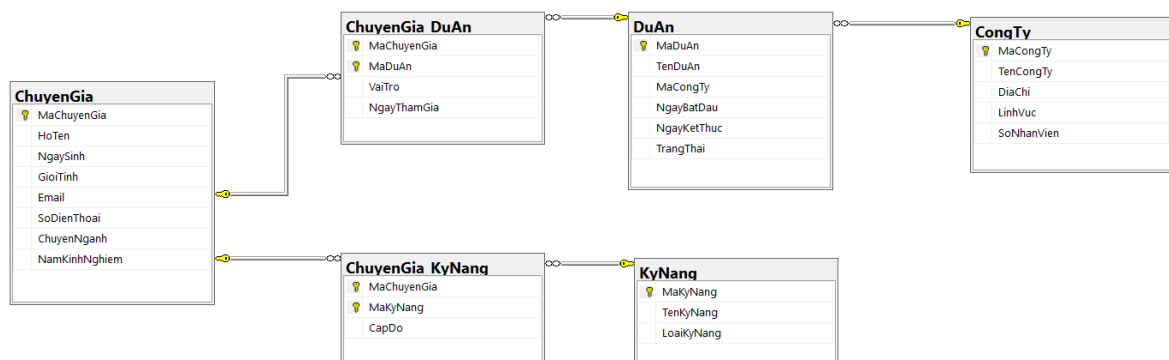 ChuyenGia
MaChuyenGia
HoTen
NgaySinh
GioiTinh
Email
SoDienThoai
ChuyenNganh
NamKinhNghiem
ChuyenGia_DuAn
MaChuyenGia
MaDuAn
VaiTro
NgayThamGia
DuAn
MaDuAn
TenDuAn
MaCongTy
NgayBatDau
NgayKetThuc
TrangThai
CongTy
MaCongTy
TenCongTy
DiaChi
LinhVuc
SoNhanVien
ChuyenGia_KyNang
MaChuyenGia
MaKyNang
CapDo
KyNang
MaKyNang
TenKyNang
LoaiKyNang